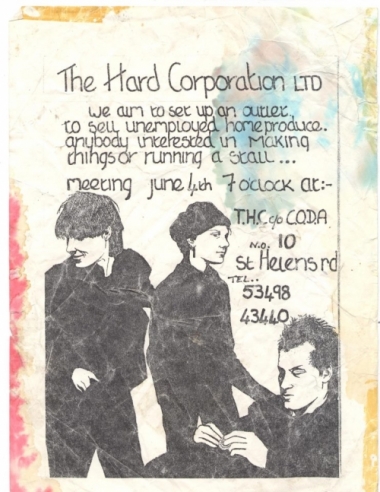 The Hard Corporation LTD
We aim to set up an outlet,
to sell unemployed home produce.
anybody interested in making
things or running a stall ...
meeting june 4th 7 o'clock at:-
T.H.C. c/o C.O.D.A
N.O. 10
st Helens rd
TEL..
53498
43440